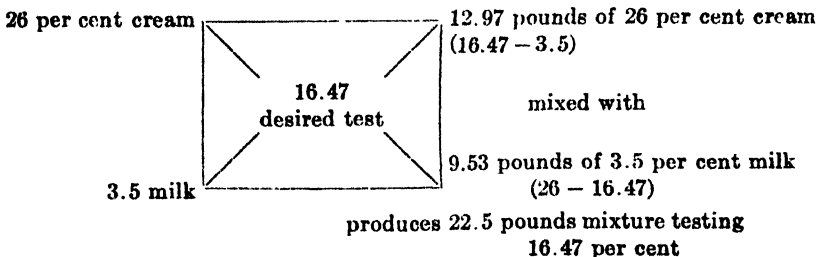 26 per cent cream
12.97 pounds of 26 per cent cream
(16.47 – 3.5)
16.47
desired test
mixed with
9.53 pounds of 3.5 per cent milk
3.5 milk
(26 – 16.47)
produces 22.5 pounds mixture testing
16.47 per cent